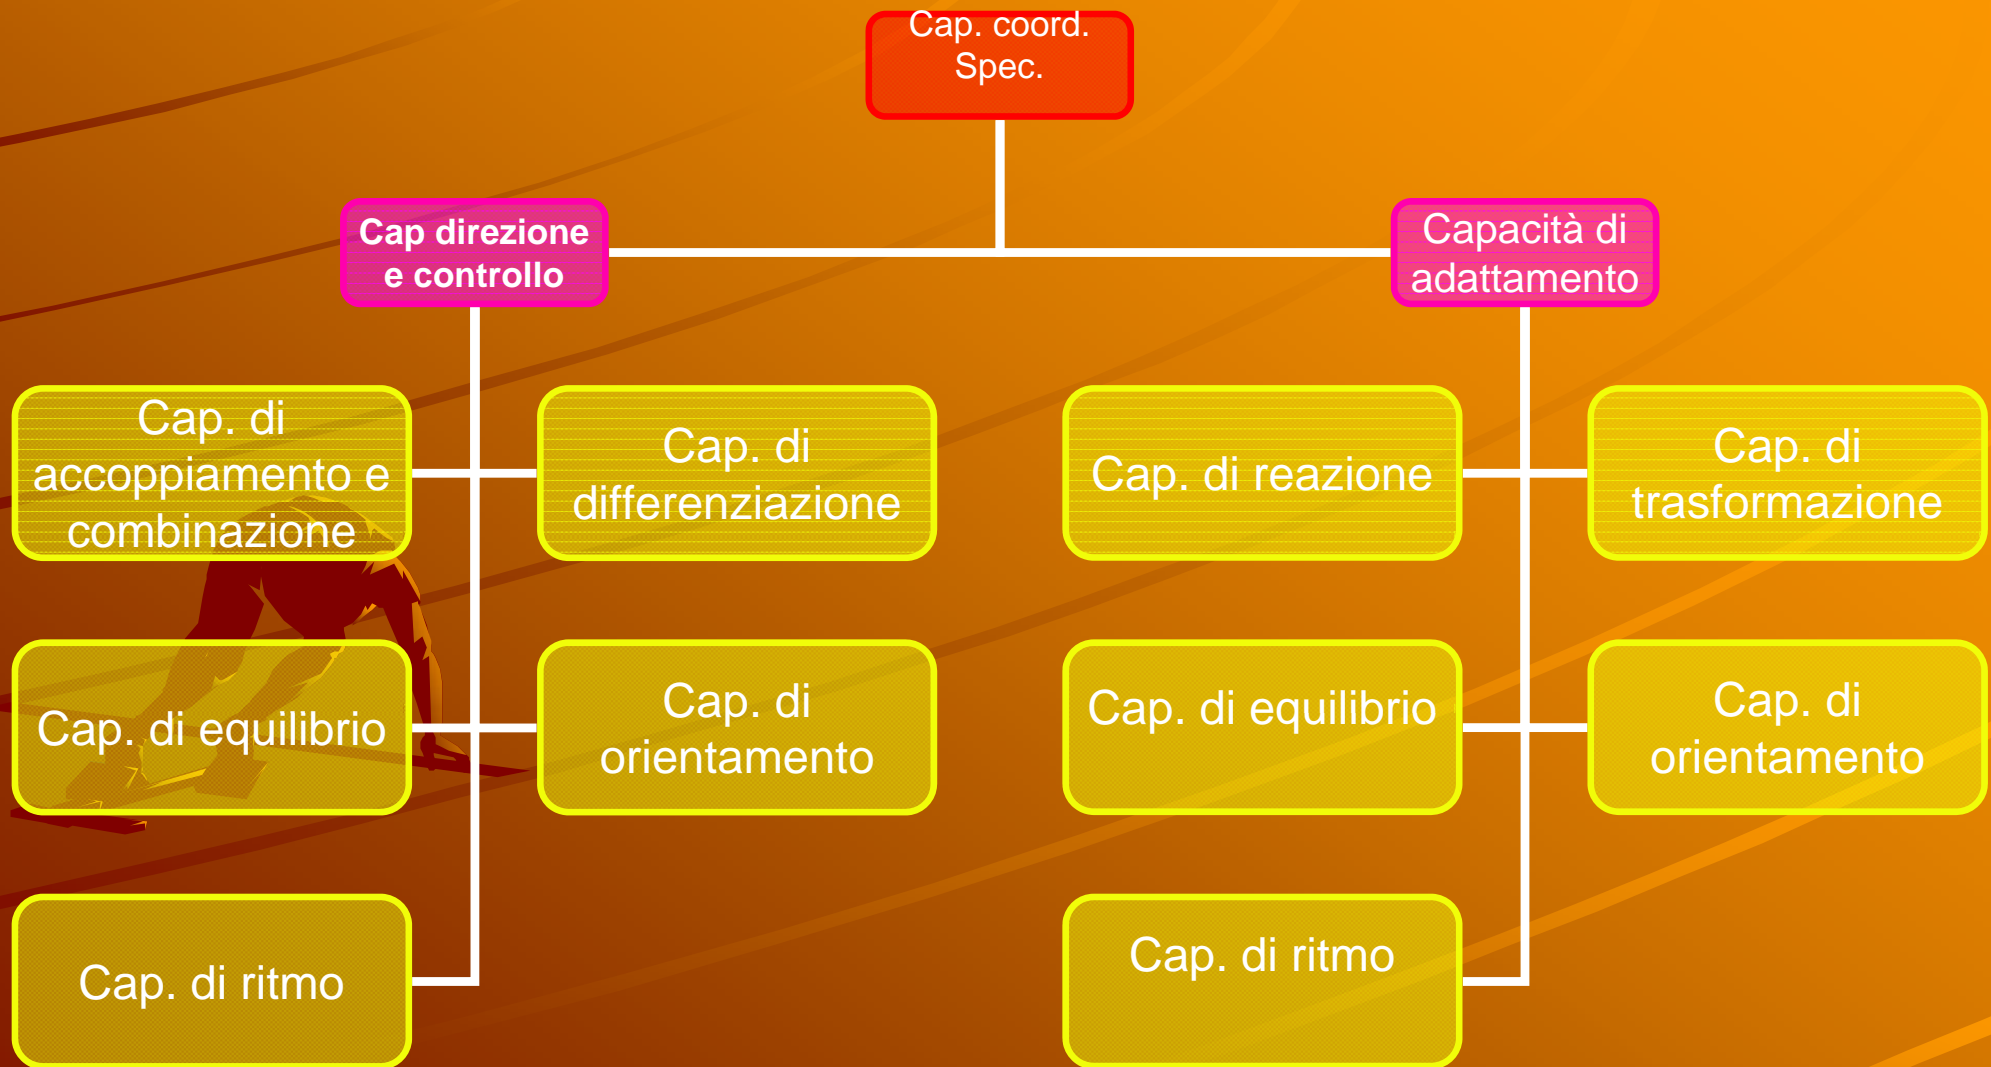 Cap. coord.
Spec.
Cap direzione
e controllo
Capacità di
adattamento
Cap. di
accoppiamento e
combinazione
Cap. di
differenziazione
Cap. di reazione
Cap. di
trasformazione
Cap. di equilibrio
Cap. di
orientamento
Cap. di equilibrio
Cap. di
orientamento
Cap. di ritmo
Cap. di ritmo